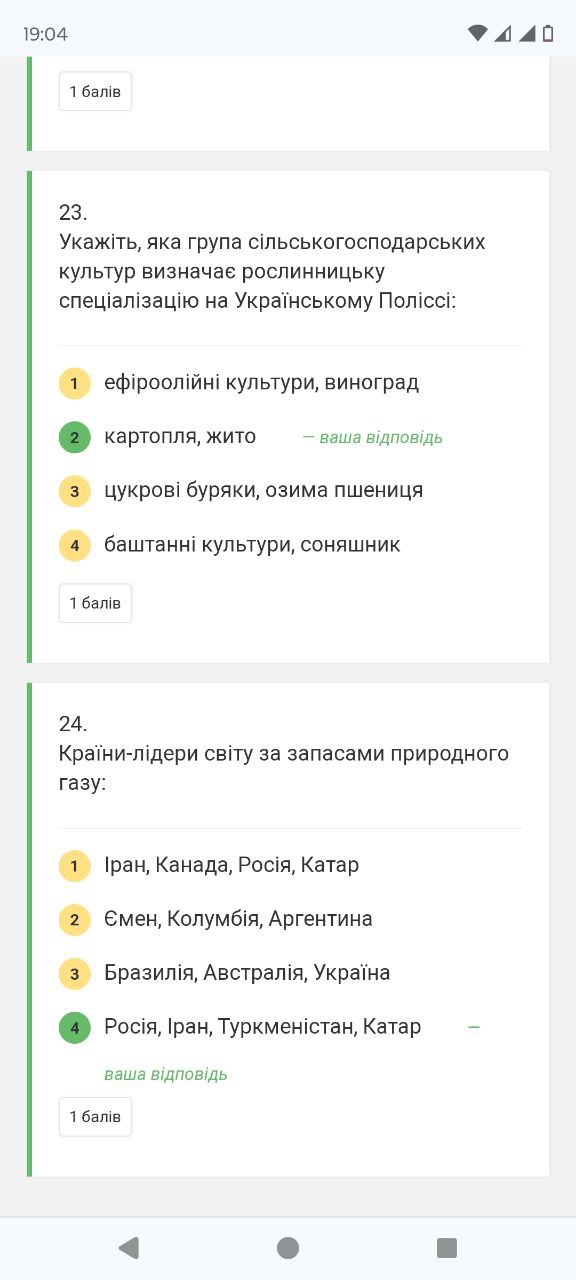 19:04
1 балів
23.
Укажіть, яка група сільськогосподарських
культур визначає рослинницьку
спеціалізацію на Українському Поліссі:
1 ефіроолійні культури, виноград
2 картопля, жито – ваша відповідь
3 цукрові буряки, озима пшениця
4 баштанні культури, соняшник
1 балів
24.
Країни-лідери світу за запасами природного
газу:
1 Іран, Канада, Росія, Катар
2 Ємен, Колумбія, Аргентина
3 Бразилія, Австралія, Україна
4 Росія, Іран, Туркменістан, Катар –
ваша відповідь
1 балів